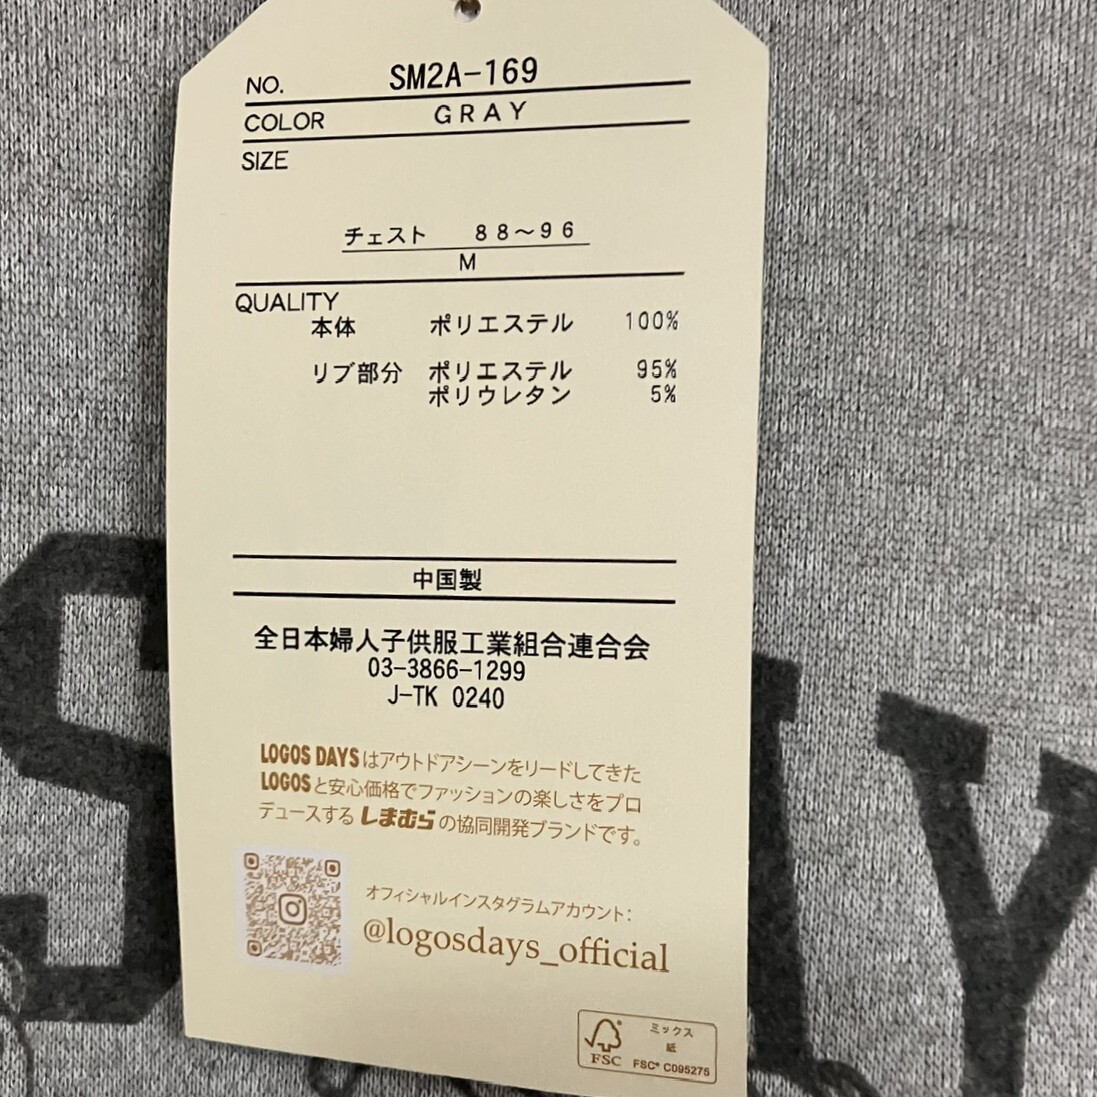 NO. SM2A-169
COLOR GRAY
SIZE
チェスト 88～96
M
QUALITY
本体 ポリエステル 100%
リブ部分 ポリエステル 95%
ポリウレタン 5%
中国製
全日本婦人子供服工業組合連合会
03-3866-1299
J-TK 0240
LOGOS DAYSはアウトドアシーンをリードしてきた
LOGOSと安心価格でファッションの楽しさをプロ
デュースするしまむらの協同開発ブランドです。
オフィシャルインスタグラムアカウント：
@logosdays_official
ミックス
紙
FSC
FSC® C095275